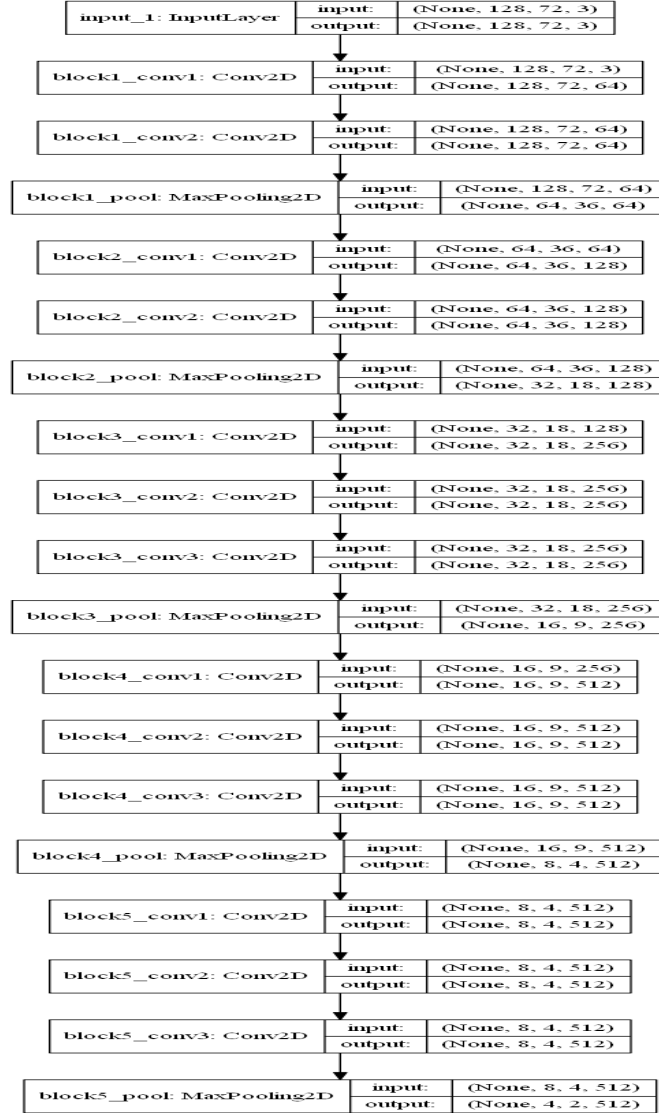 input_1: InputLayer input: (None, 128, 72, 3)
output: (None, 128, 72, 3)
block1_conv1: Conv2D input: (None, 128, 72, 3)
output: (None, 128, 72, 64)
block1_conv2: Conv2D input: (None, 128, 72, 64)
output: (None, 128, 72, 64)
block1_pool: MaxPooling2D input: (None, 128, 72, 64)
output: (None, 64, 36, 64)
block2_conv1: Conv2D input: (None, 64, 36, 64)
output: (None, 64, 36, 128)
block2_conv2: Conv2D input: (None, 64, 36, 128)
output: (None, 64, 36, 128)
block2_pool: MaxPooling2D input: (None, 64, 36, 128)
output: (None, 32, 18, 128)
block3_conv1: Conv2D input: (None, 32, 18, 128)
output: (None, 32, 18, 256)
block3_conv2: Conv2D input: (None, 32, 18, 256)
output: (None, 32, 18, 256)
block3_conv3: Conv2D input: (None, 32, 18, 256)
output: (None, 32, 18, 256)
block3_pool: MaxPooling2D input: (None, 32, 18, 256)
output: (None, 16, 9, 256)
block4_conv1: Conv2D input: (None, 16, 9, 256)
output: (None, 16, 9, 512)
block4_conv2: Conv2D input: (None, 16, 9, 512)
output: (None, 16, 9, 512)
block4_conv3: Conv2D input: (None, 16, 9, 512)
output: (None, 16, 9, 512)
block4_pool: MaxPooling2D input: (None, 16, 9, 512)
output: (None, 8, 4, 512)
block5_conv1: Conv2D input: (None, 8, 4, 512)
output: (None, 8, 4, 512)
block5_conv2: Conv2D input: (None, 8, 4, 512)
output: (None, 8, 4, 512)
block5_conv3: Conv2D input: (None, 8, 4, 512)
output: (None, 8, 4, 512)
block5_pool: MaxPooling2D input: (None, 8, 4, 512)
output: (None, 4, 2, 512)